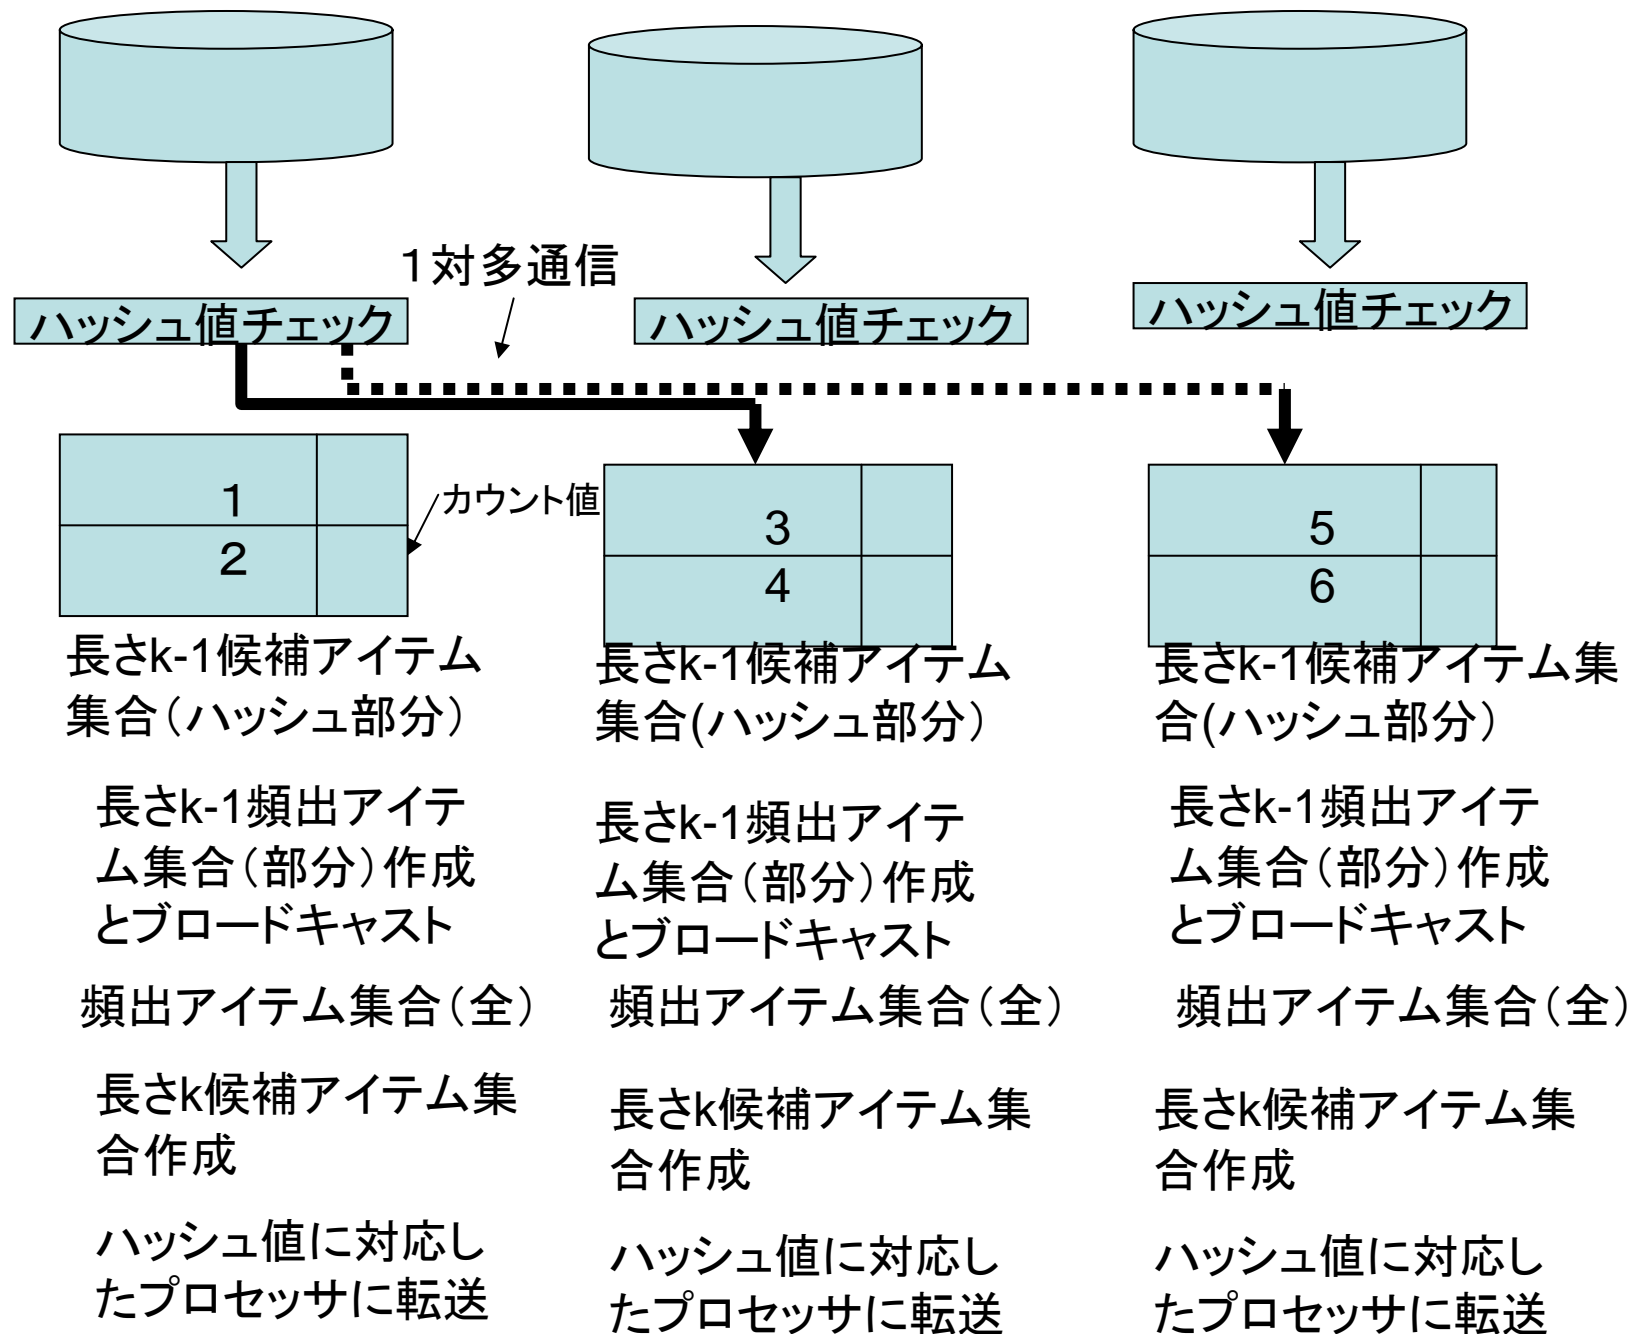 １対多通信
ハッシュ値チェック
ハッシュ値チェック
ハッシュ値チェック
カウント値
１
２
3
4
5
6
長さk-1候補アイテム
集合（ハッシュ部分）
長さk-1候補アイテム
集合(ハッシュ部分）
長さk-1候補アイテム集
合(ハッシュ部分）
長さk-1頻出アイテ
ム集合（部分）作成
とブロードキャスト
長さk-1頻出アイテ
ム集合（部分）作成
とブロードキャスト
長さk-1頻出アイテ
ム集合（部分）作成
とブロードキャスト
頻出アイテム集合（全）
頻出アイテム集合（全）
頻出アイテム集合（全）
長さk候補アイテム集
合作成
長さk候補アイテム集
合作成
長さk候補アイテム集
合作成
ハッシュ値に対応し
たプロセッサに転送
ハッシュ値に対応し
たプロセッサに転送
ハッシュ値に対応し
たプロセッサに転送